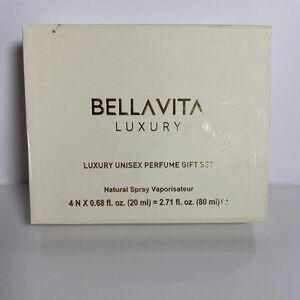 BELLAVITA
LUXURY
LUXURY UNISEX PERFUME GIFT SET
Natural Spray Vaporisateur
4 N X 0.68 fl. oz. (20 ml) = 2.71 fl. oz. (80 ml)